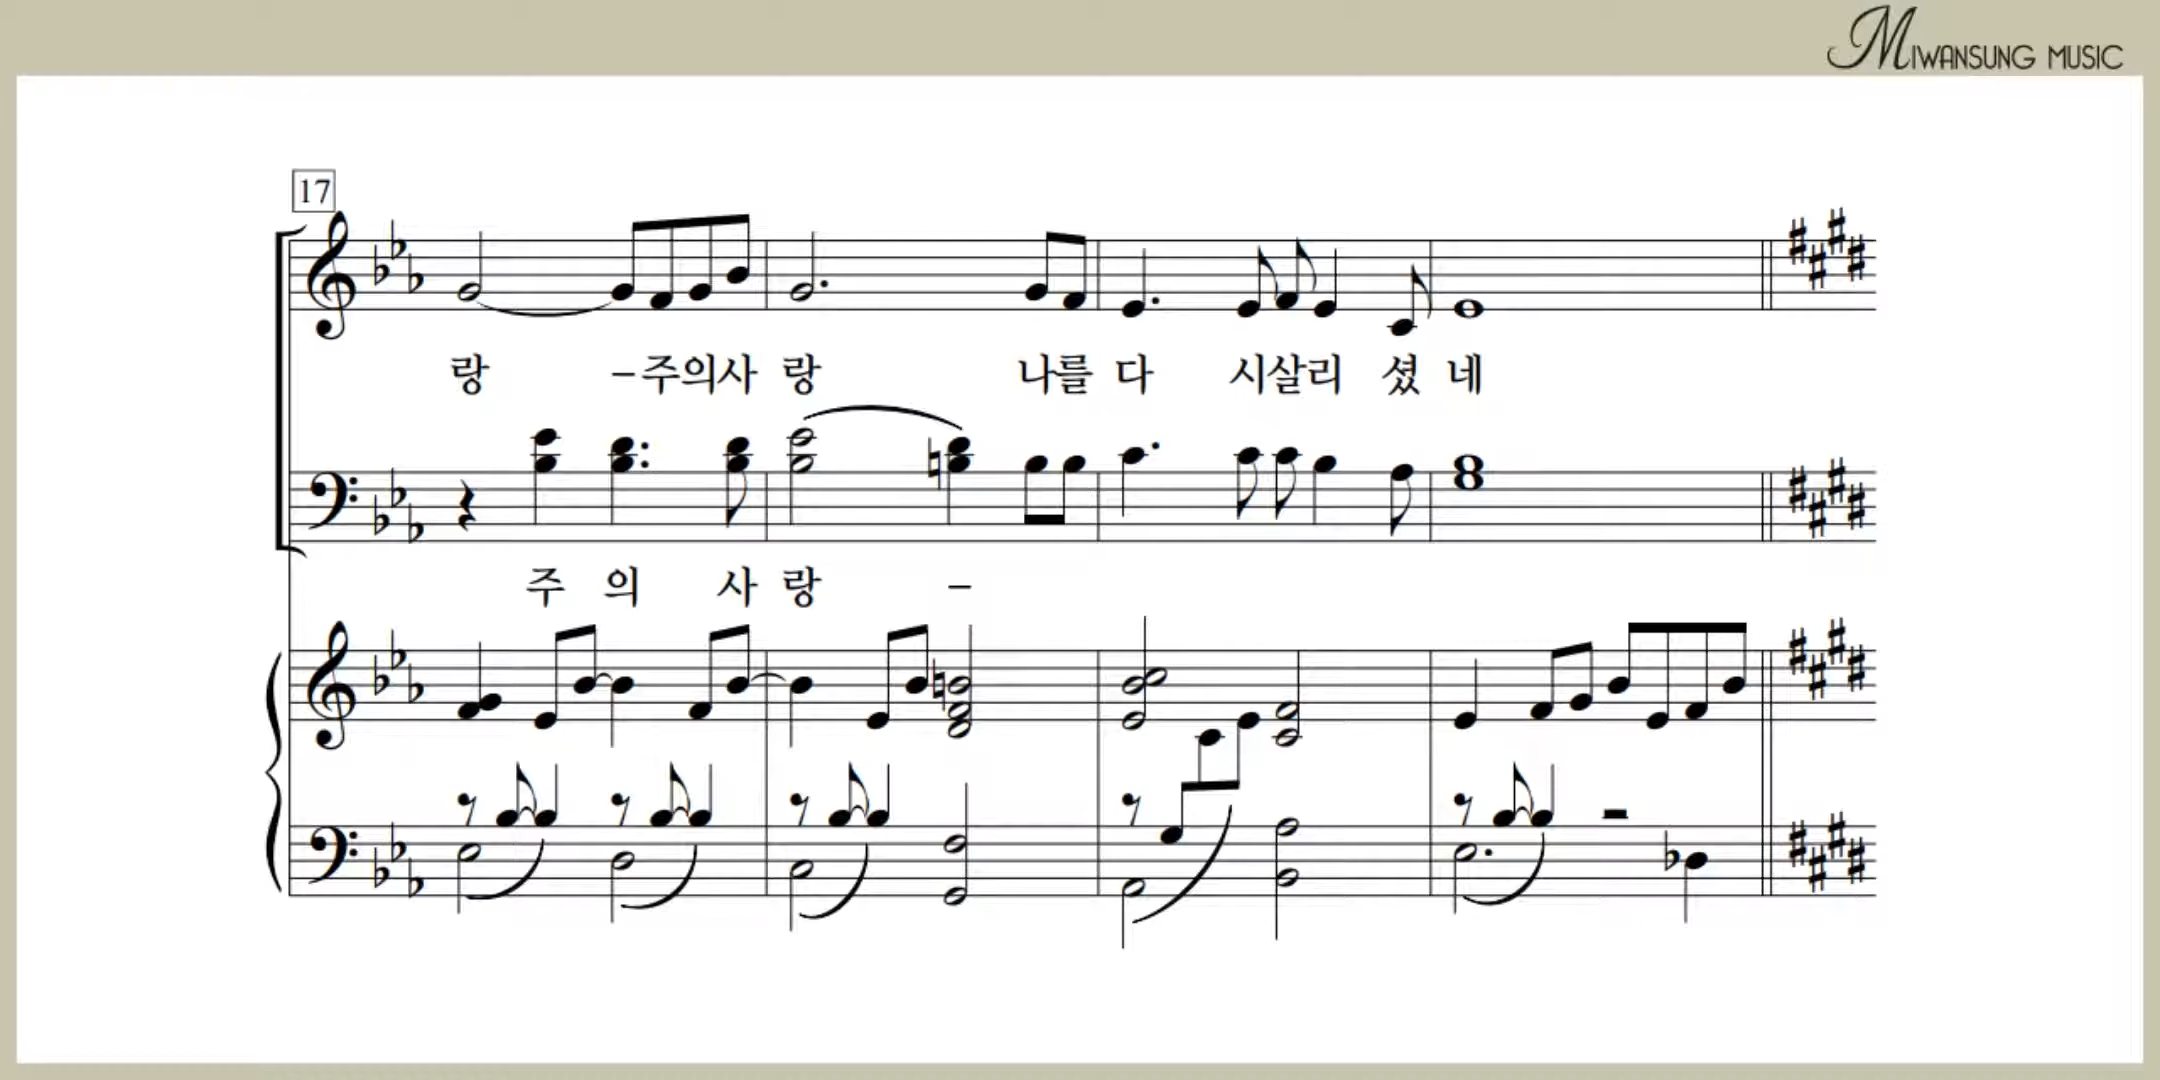 MIWANSUNG MUSIC
17
랑 –주의사 랑 나를 다 시살리 셨 네
주 의 사 랑 –